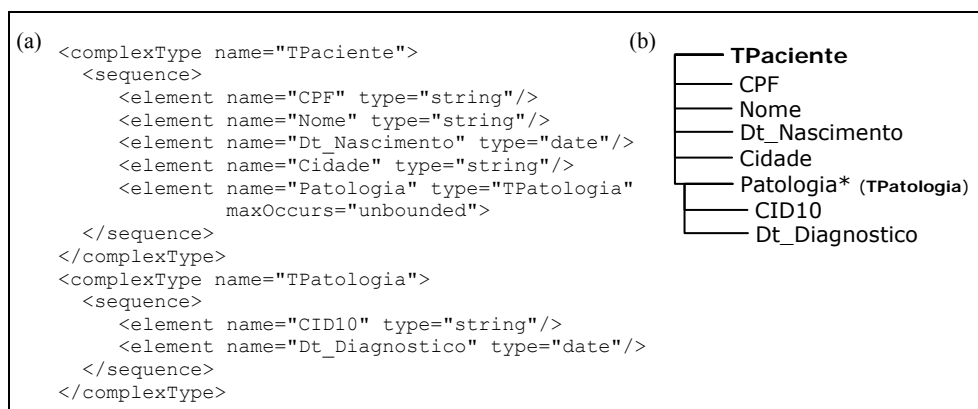 (a)
<complexType name="TPaciente">
<sequence>
<element name="CPF" type="string"/>
<element name="Nome" type="string"/>
<element name="Dt_Nascimento" type="date"/>
<element name="Cidade" type="string"/>
<element name="Patologia" type="TPatologia"
maxOccurs="unbounded">
</sequence>
</complexType>
<complexType name="TPatologia">
<sequence>
<element name="CID10" type="string"/>
<element name="Dt_Diagnostico" type="date"/>
</sequence>
</complexType>
(b)
TPaciente
CPF
Nome
Dt_Nascimento
Cidade
Patologia* (TPatologia)
CID10
Dt_Diagnostico